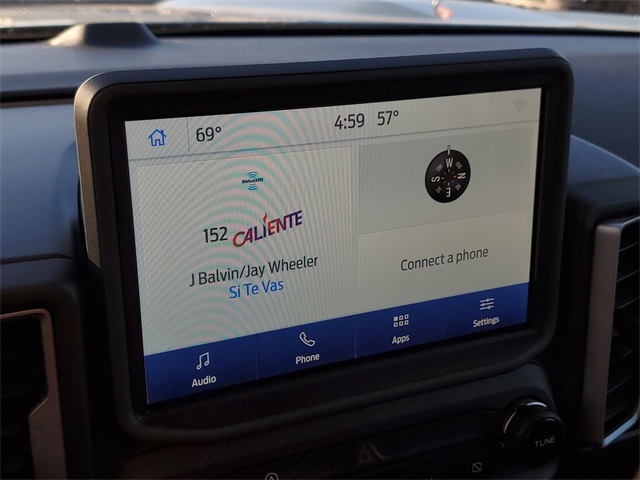 69° 4:59 57°
SiriusXM
152 CALIENTE
J Balvin/Jay Wheeler
Si Te Vas
W
S N
E
Connect a phone
Audio Phone Apps Settings
TUNE